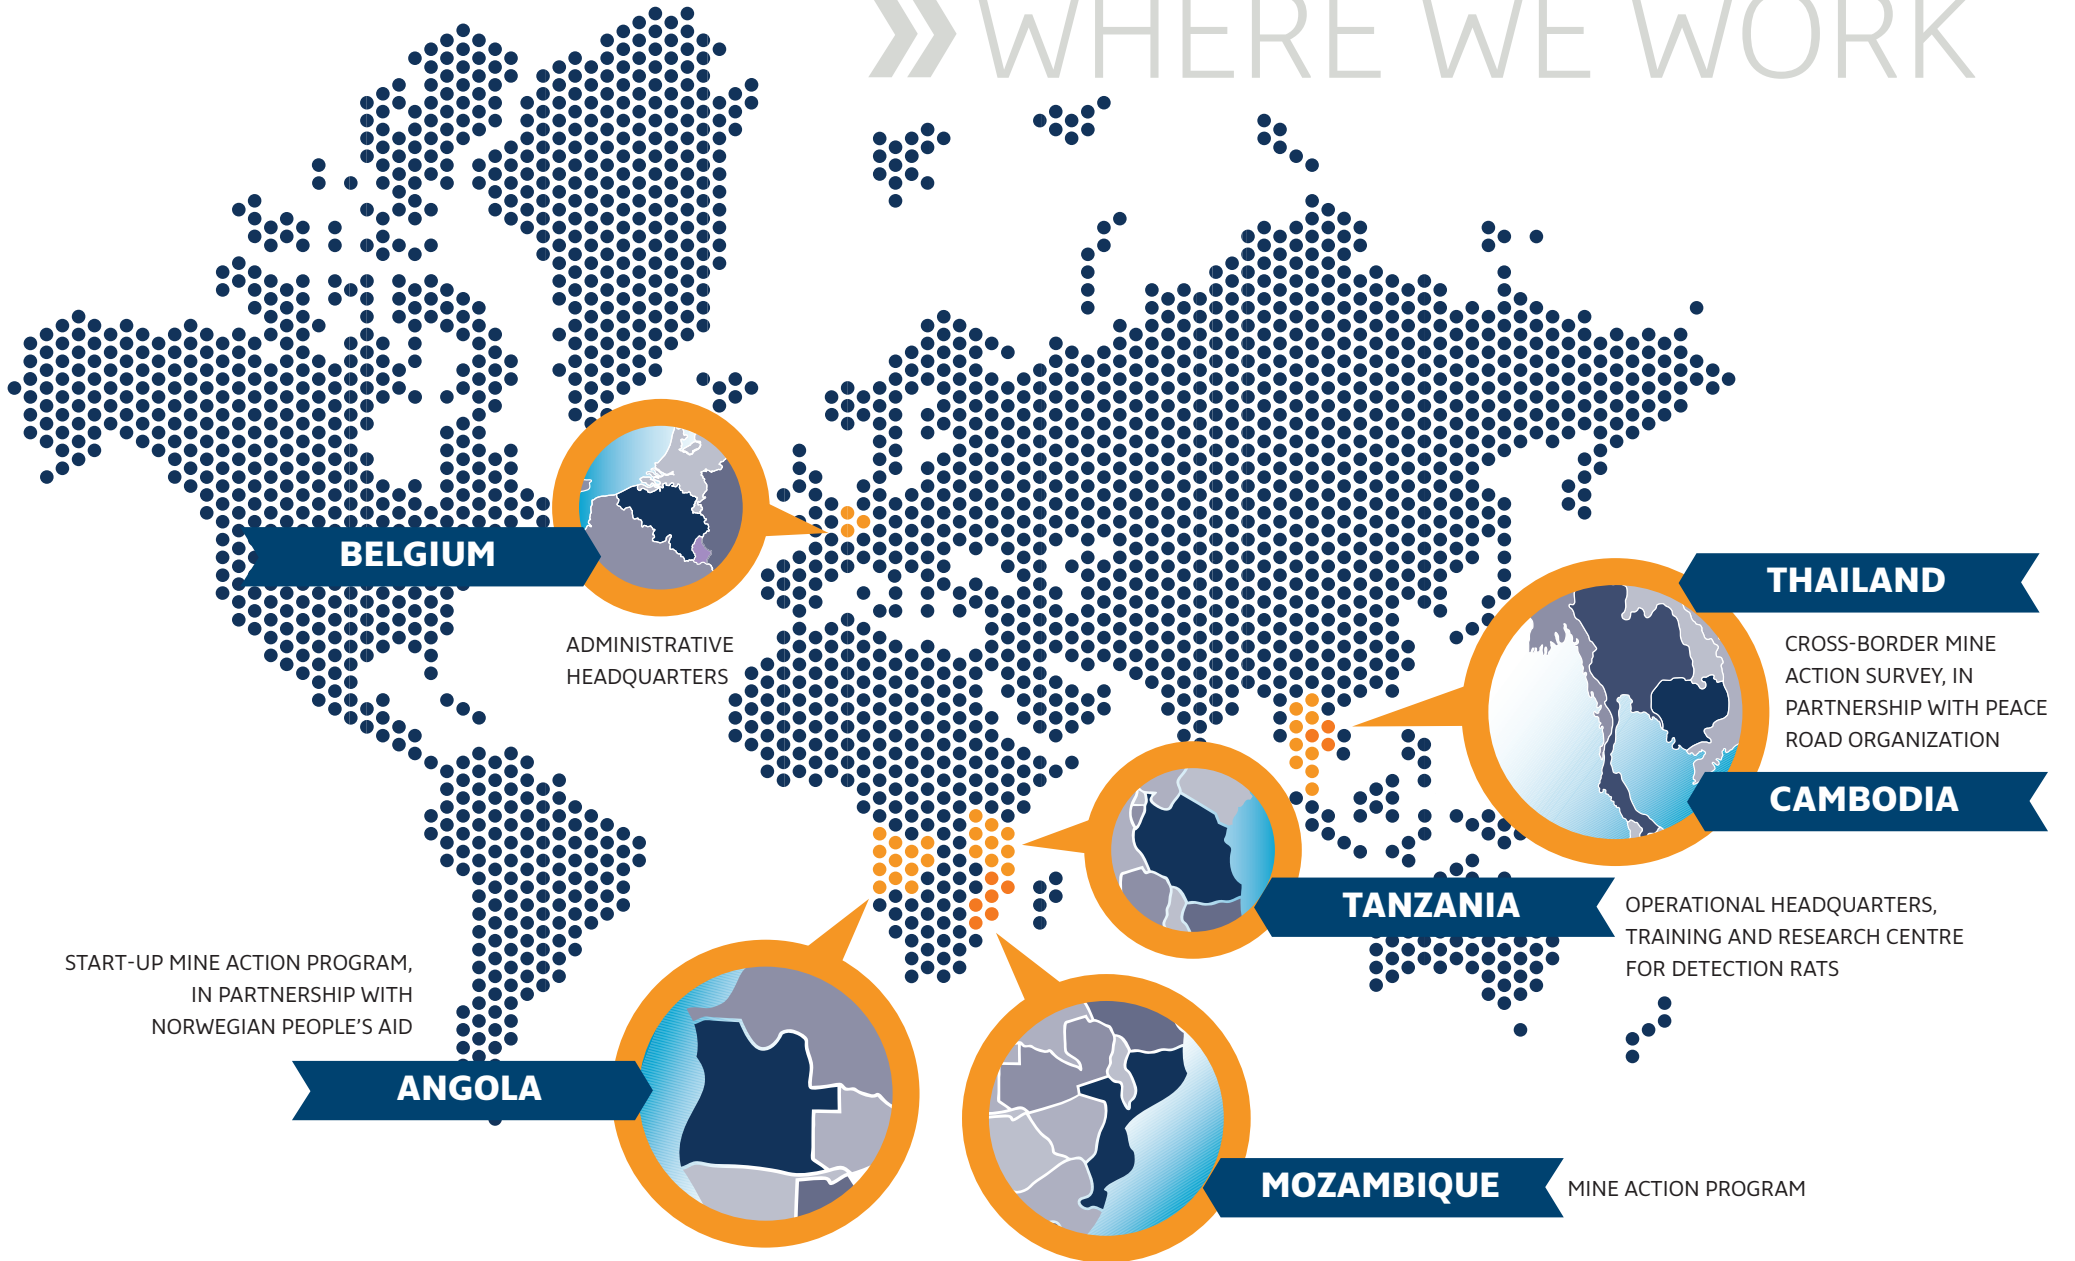 WHERE WE WORK
BELGIUM
ADMINISTRATIVE
HEADQUARTERS
THAILAND
CROSS-BORDER MINE
ACTION SURVEY, IN
PARTNERSHIP WITH PEACE
ROAD ORGANIZATION
CAMBODIA
TANZANIA
OPERATIONAL HEADQUARTERS,
TRAINING AND RESEARCH CENTRE
FOR DETECTION RATS
START-UP MINE ACTION PROGRAM,
IN PARTNERSHIP WITH
NORWEGIAN PEOPLE'S AID
ANGOLA
MOZAMBIQUE
MINE ACTION PROGRAM